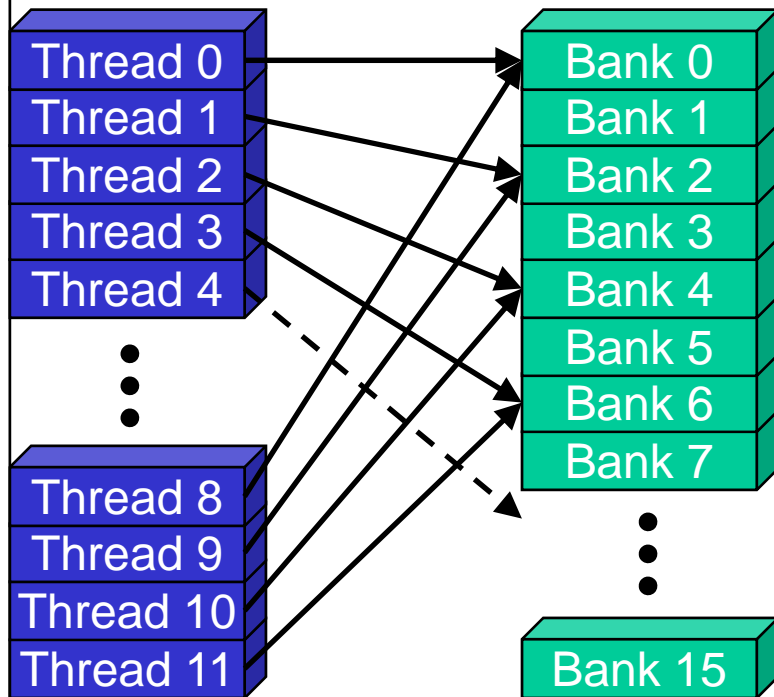 Thread 0
Thread 1
Thread 2
Thread 3
Thread 4
Thread 8
Thread 9
Thread 10
Thread 11
Bank 0
Bank 1
Bank 2
Bank 3
Bank 4
Bank 5
Bank 6
Bank 7
Bank 15